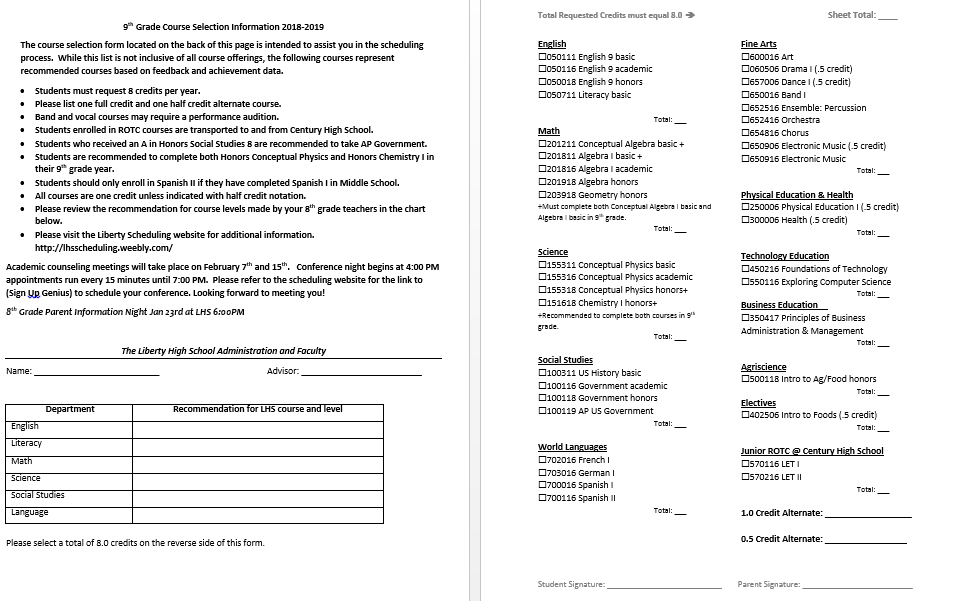 9th Grade Course Selection Information 2018-2019
The course selection form located on the back of this page is intended to assist you in the scheduling
process. While this list is not inclusive of all course offerings, the following courses represent
recommended courses based on feedback and achievement data.
• Students must request 8 credits per year.
• Please list one full credit and one half credit alternate course.
• Band and vocal courses may require a performance audition.
• Students enrolled in ROTC courses are transported to and from Century High School.
• Students who received an A in Honors Social Studies 8 are recommended to take AP Government.
• Students are recommended to complete both Honors Conceptual Physics and Honors Chemistry I in
their 9th grade year.
• Students should only enroll in Spanish II if they have completed Spanish I in Middle School.
• All courses are one credit unless indicated with half credit notation.
• Please review the recommendation for course levels made by your 8th grade teachers in the chart
below.
• Please visit the Liberty Scheduling website for additional information.
http://lhsscheduling.weebly.com/
Academic counseling meetings will take place on February 7th and 15th. Conference night begins at 4:00 PM
appointments run every 15 minutes until 7:00 PM. Please refer to the scheduling website for the link to
(Sign Up Genius) to schedule your conference. Looking forward to meeting you!
8th Grade Parent Information Night Jan 23rd at LHS 6:00PM
The Liberty High School Administration and Faculty
Name: ____ Advisor: ____
Department Recommendation for LHS course and level
English
Literacy
Math
Science
Social Studies
Language
Please select a total of 8.0 credits on the reverse side of this form.
Total Requested Credits must equal 8.0 → Sheet Total: ____
English
☐050111 English 9 basic
☐050116 English 9 academic
☐050018 English 9 honors
☐050711 Literacy basic
Total: ___
Math
☐201211 Conceptual Algebra basic +
☐201811 Algebra I basic +
☐201816 Algebra I academic
☐201918 Algebra honors
☐203918 Geometry honors
+Must complete both Conceptual Algebra I basic and
Algebra I basic in 9th grade.
Total: ___
Science
☐155311 Conceptual Physics basic
☐155316 Conceptual Physics academic
☐155318 Conceptual Physics honors+
☐151618 Chemistry I honors+
+Recommended to complete both courses in 9th
grade.
Total: ___
Social Studies
☐100311 US History basic
☐100116 Government academic
☐100118 Government honors
☐100119 AP US Government
Total: ___
World Languages
☐702016 French I
☐703016 German I
☐700016 Spanish I
☐700116 Spanish II
Total: ___
Fine Arts
☐600016 Art
☐060506 Drama I (.5 credit)
☐657006 Dance I (.5 credit)
☐650016 Band I
☐652516 Ensemble: Percussion
☐652416 Orchestra
☐654816 Chorus
☐650906 Electronic Music (.5 credit)
☐650916 Electronic Music
Total: ___
Physical Education & Health
☐250006 Physical Education I (.5 credit)
☐300006 Health (.5 credit)
Total: ___
Technology Education
☐450216 Foundations of Technology
☐550116 Exploring Computer Science
Total: ___
Business Education
☐350417 Principles of Business
Administration & Management
Total: ___
Agriscience
☐500118 Intro to Ag/Food honors
Total: ___
Electives
☐402506 Intro to Foods (.5 credit)
Total: ___
Junior ROTC @ Century High School
☐570116 LET I
☐570216 LET II
Total: ___
1.0 Credit Alternate: ____
0.5 Credit Alternate: ____
Student Signature: ____ Parent Signature: ____